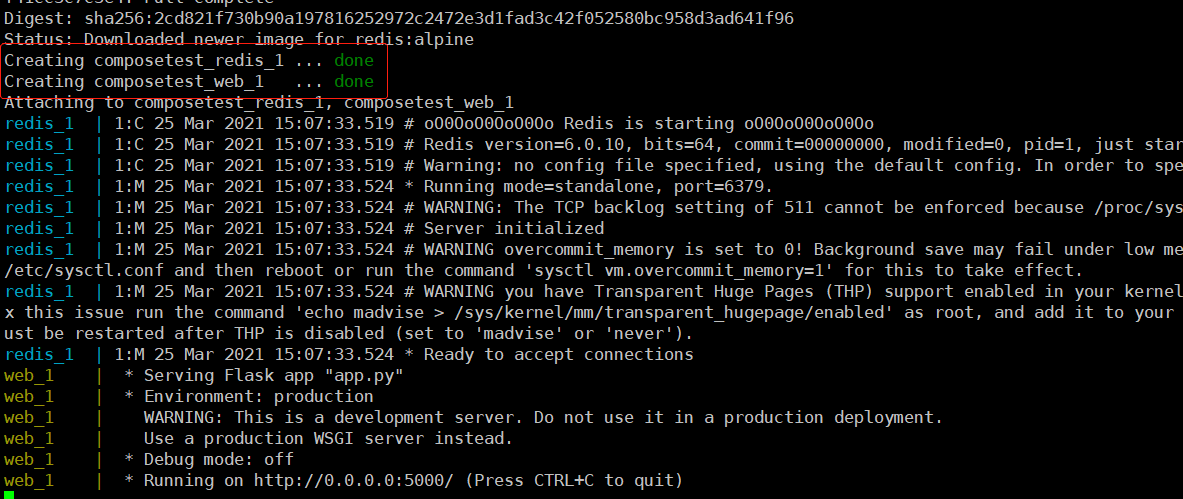 Digest: sha256:2cd821f730b90a197816252972c2472e3d1fad3c42f052580bc958d3ad641f96
Status: Downloaded newer image for redis:alpine
Creating composetest_redis_1 ... done
Creating composetest_web_1   ... done
Attaching to composetest_redis_1, composetest_web_1
redis_1  | 1:C 25 Mar 2021 15:07:33.519 # oO0OoO0OoO0Oo Redis is starting oO0OoO0OoO0Oo
redis_1  | 1:C 25 Mar 2021 15:07:33.519 # Redis version=6.0.10, bits=64, commit=00000000, modified=0, pid=1, just star
redis_1  | 1:C 25 Mar 2021 15:07:33.519 # Warning: no config file specified, using the default config. In order to spe
redis_1  | 1:M 25 Mar 2021 15:07:33.524 * Running mode=standalone, port=6379.
redis_1  | 1:M 25 Mar 2021 15:07:33.524 # WARNING: The TCP backlog setting of 511 cannot be enforced because /proc/sys
redis_1  | 1:M 25 Mar 2021 15:07:33.524 # Server initialized
redis_1  | 1:M 25 Mar 2021 15:07:33.524 # WARNING overcommit_memory is set to 0! Background save may fail under low me
/etc/sysctl.conf and then reboot or run the command 'sysctl vm.overcommit_memory=1' for this to take effect.
redis_1  | 1:M 25 Mar 2021 15:07:33.524 # WARNING you have Transparent Huge Pages (THP) support enabled in your kernel
x this issue run the command 'echo madvise > /sys/kernel/mm/transparent_hugepage/enabled' as root, and add it to your
ust be restarted after THP is disabled (set to 'madvise' or 'never').
redis_1  | 1:M 25 Mar 2021 15:07:33.524 * Ready to accept connections
web_1    |  * Serving Flask app "app.py"
web_1    |  * Environment: production
web_1    |    WARNING: This is a development server. Do not use it in a production deployment.
web_1    |    Use a production WSGI server instead.
web_1    |  * Debug mode: off
web_1    |  * Running on http://0.0.0.0:5000/ (Press CTRL+C to quit)